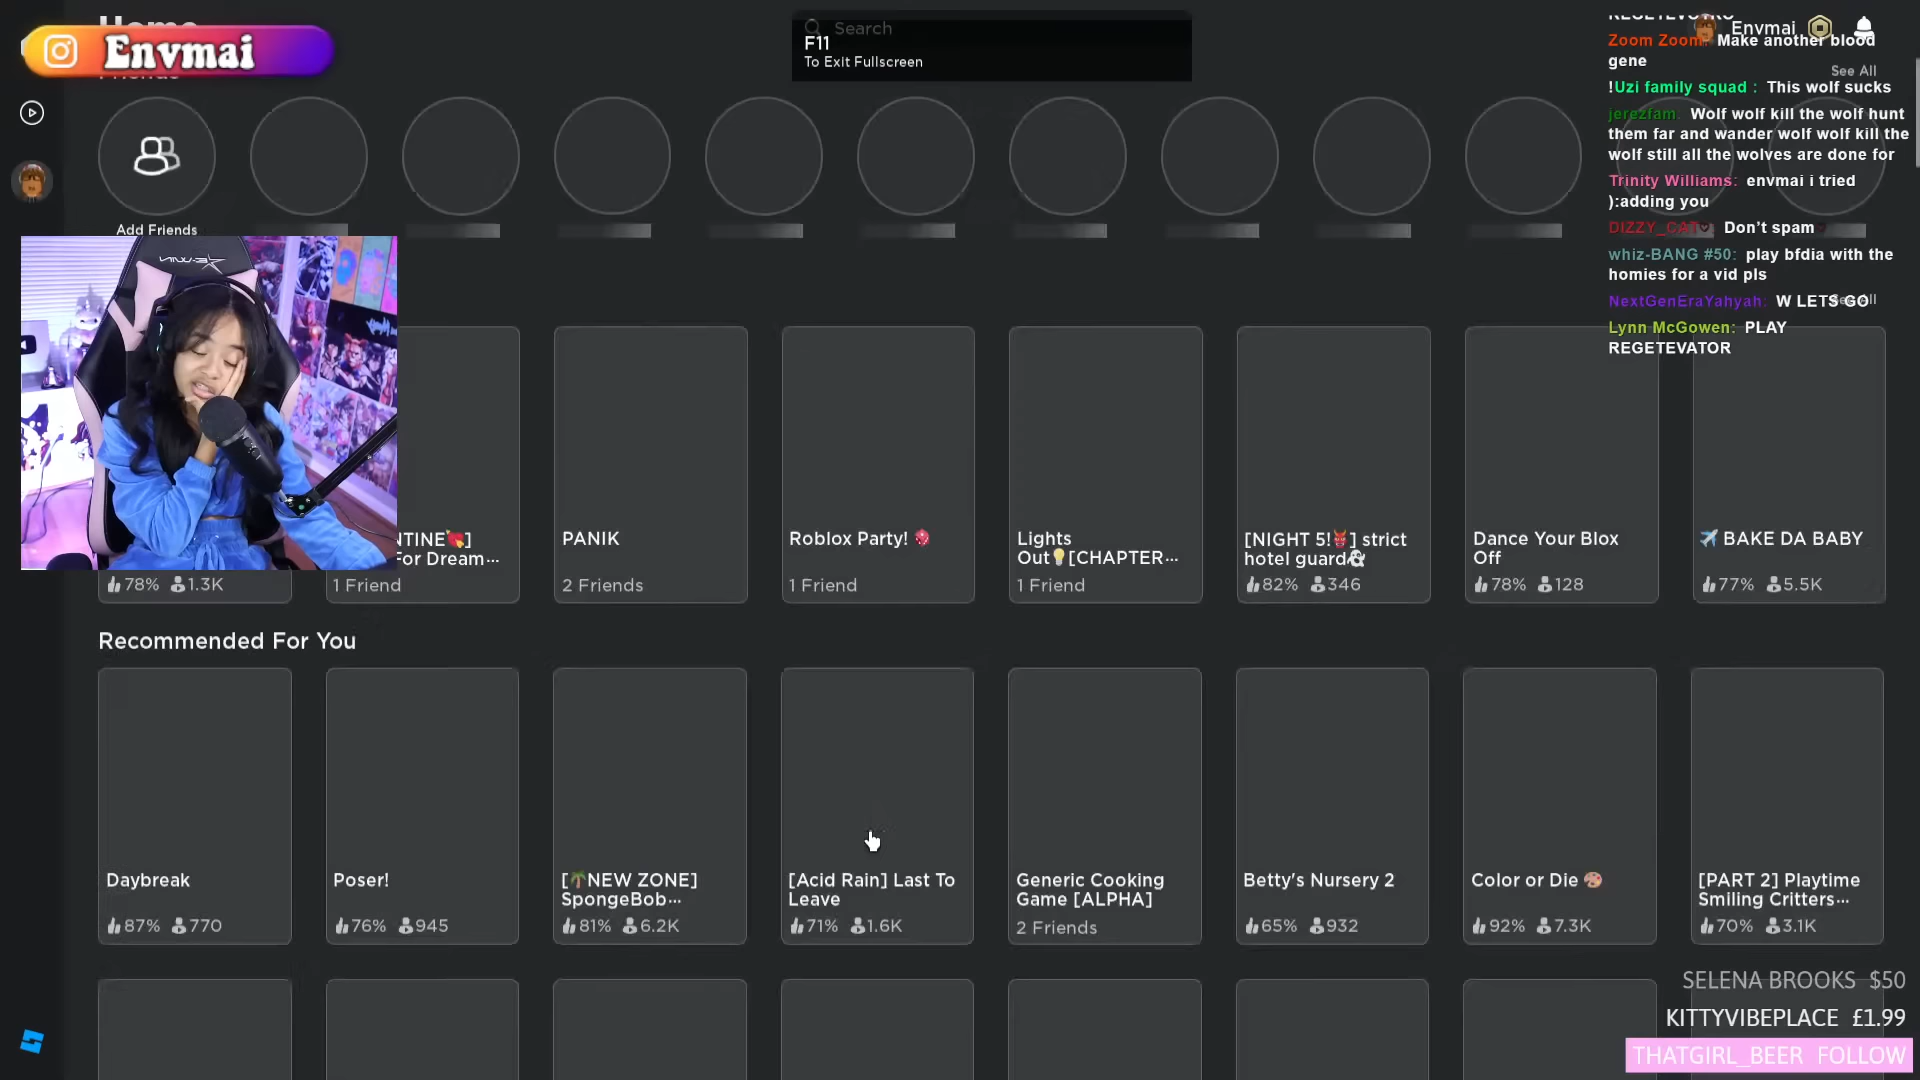 Home
Envmai
Search
F11
To Exit Fullscreen
Envmai
Friends
See All
Add Friends
Zoom Zoom: Make another blood
gene
!Uzi family squad : This wolf sucks
jerezfam: Wolf wolf kill the wolf hunt
them far and wander wolf wolf kill the
wolf still all the wolves are done for
Trinity Williams: envmai i tried
):adding you
DIZZY_CAT Don’t spam
whiz-BANG #50: play bfdia with the
homies for a vid pls
NextGenEraYahyah: W LETS GO
See All
Lynn McGowen: PLAY
REGETEVATOR
78% 1.3K
NTINE💘]
For Dream...
1 Friend
PANIK
2 Friends
Roblox Party! 🎲
1 Friend
Lights
Out💡[CHAPTER...
1 Friend
[NIGHT 5!👹] strict
hotel guard👻
82% 346
Dance Your Blox
Off
78% 128
✈️ BAKE DA BABY
77% 5.5K
Recommended For You
Daybreak
87% 770
Poser!
76% 945
[🌴NEW ZONE]
SpongeBob...
81% 6.2K
[Acid Rain] Last To
Leave
71% 1.6K
Generic Cooking
Game [ALPHA]
2 Friends
Betty's Nursery 2
65% 932
Color or Die 🎨
92% 7.3K
[PART 2] Playtime
Smiling Critters...
70% 3.1K
SELENA BROOKS $50
KITTYVIBEPLACE £1.99
THATGIRL_BEER FOLLOW